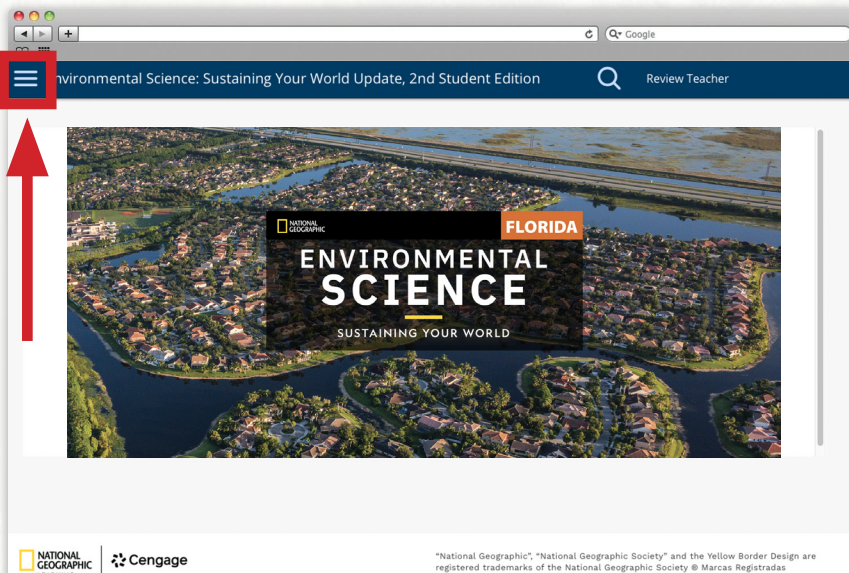 Google
nvironmental Science: Sustaining Your World Update, 2nd Student Edition
Review Teacher
NATIONAL
GEOGRAPHIC
FLORIDA
ENVIRONMENTAL
SCIENCE
SUSTAINING YOUR WORLD
NATIONAL
GEOGRAPHIC
Cengage
"National Geographic", "National Geographic Society" and the Yellow Border Design are
registered trademarks of the National Geographic Society ® Marcas Registradas